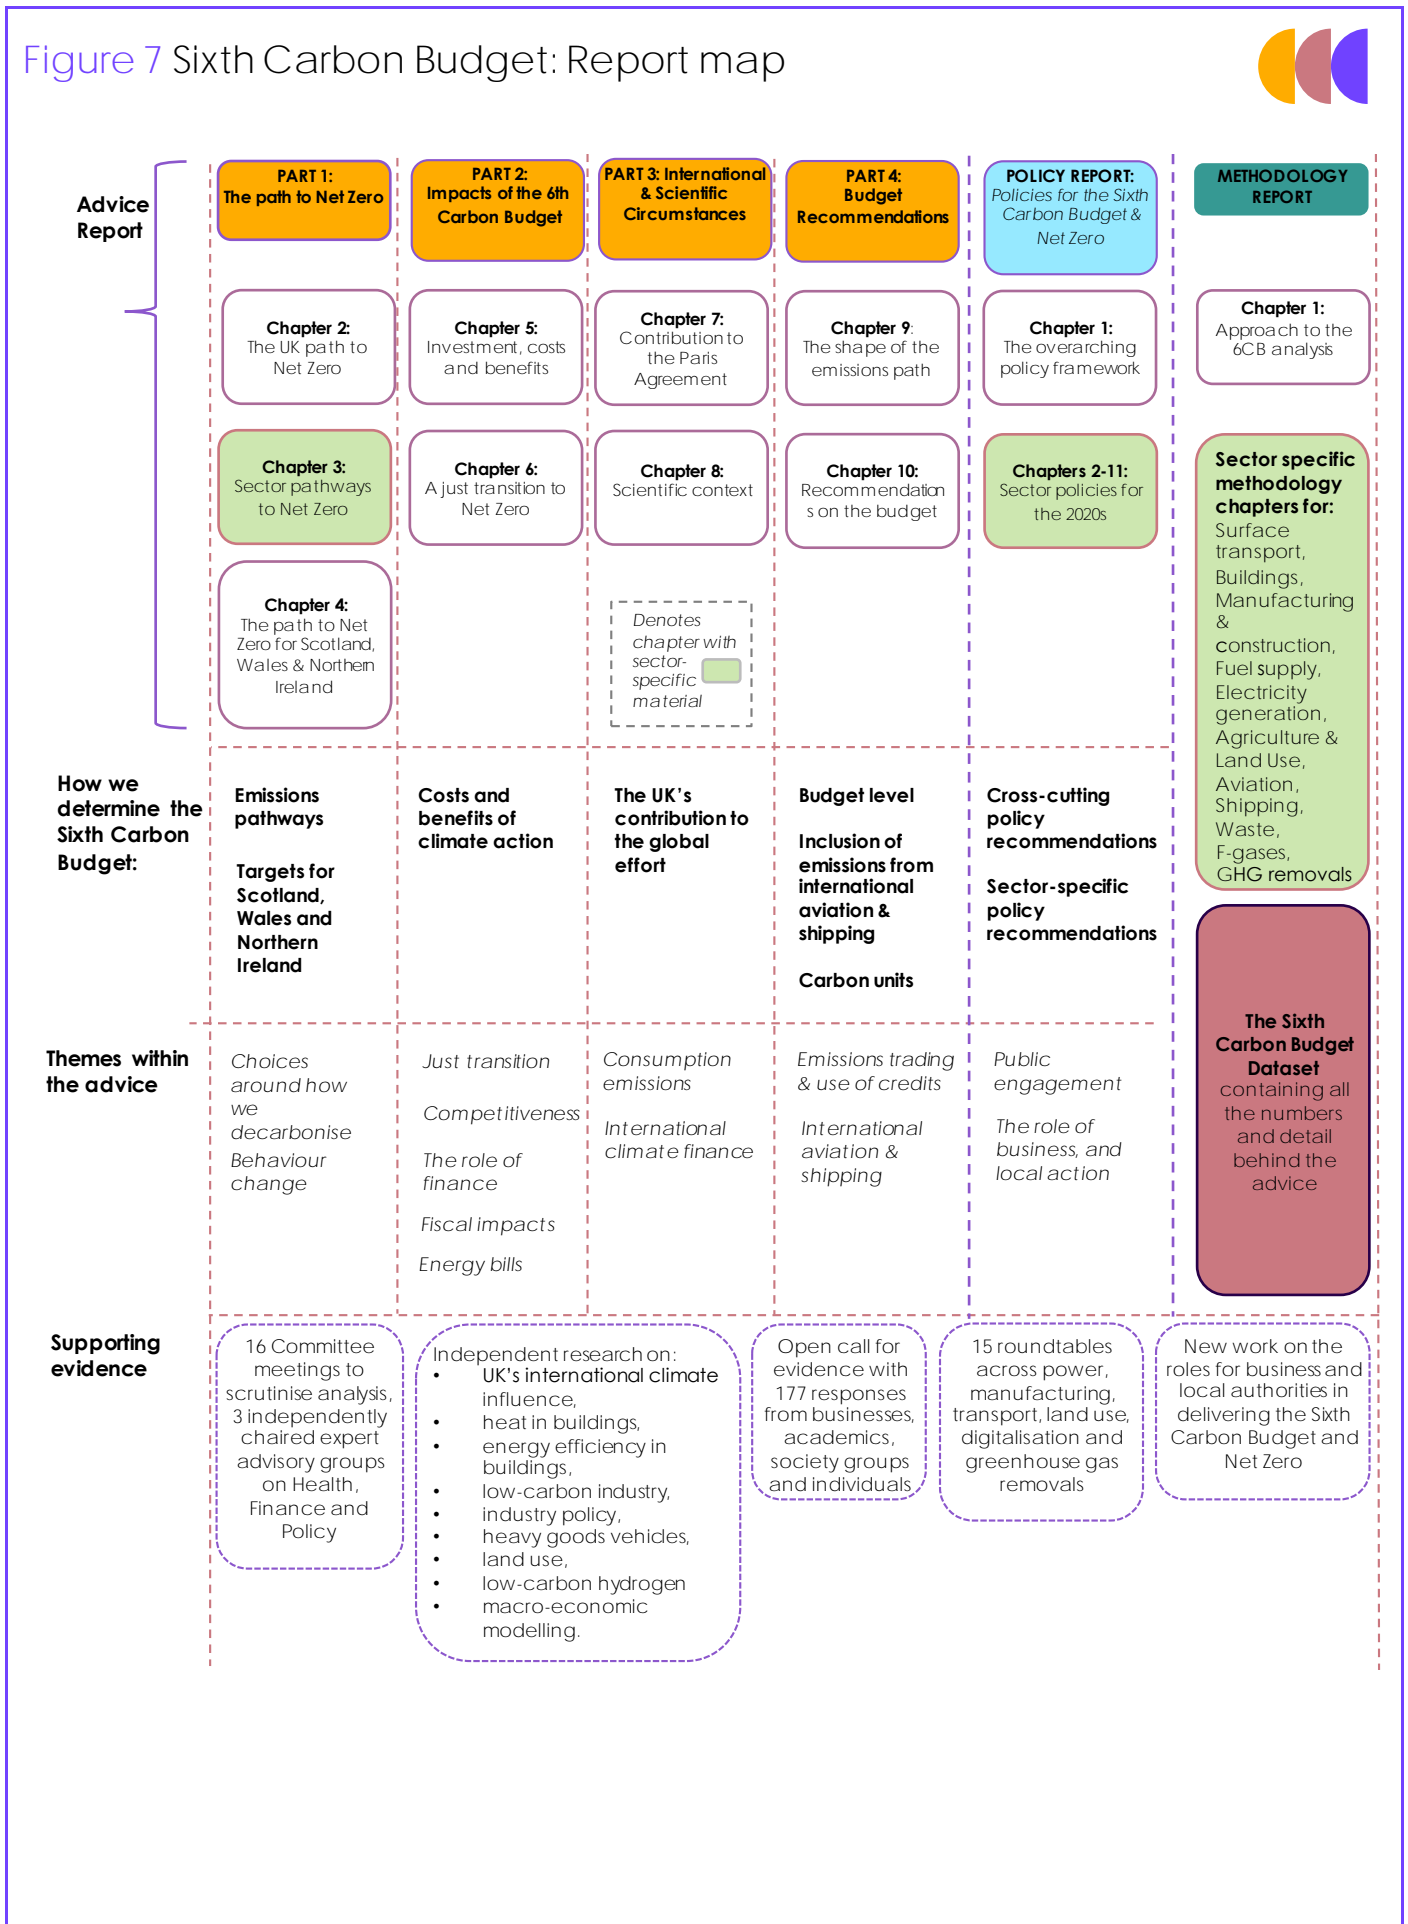 Figure 7 Sixth Carbon Budget: Report map
Advice
Report
PART 1:
The path to Net Zero
PART 2:
Impacts of the 6th
Carbon Budget
PART 3: International
& Scientific
Circumstances
PART 4:
Budget
Recommendations
POLICY REPORT:
Policies for the Sixth
Carbon Budget &
Net Zero
METHODOLOGY
REPORT
Chapter 2:
The UK path to
Net Zero
Chapter 5:
Investment, costs
and benefits
Chapter 7:
Contribution to
the Paris
Agreement
Chapter 9:
The shape of the
emissions path
Chapter 1:
The overarching
policy framework
Chapter 1:
Approach to the
6CB analysis
Chapter 3:
Sector pathways
to Net Zero
Chapter 6:
A just transition to
Net Zero
Chapter 8:
Scientific context
Chapter 10:
Recommendation
s on the budget
Chapters 2-11:
Sector policies for
the 2020s
Sector specific
methodology
chapters for:
Surface
transport,
Buildings,
Manufacturing
&
construction,
Fuel supply,
Electricity
generation,
Agriculture &
Land Use,
Aviation,
Shipping,
Waste,
F-gases,
GHG removals
Chapter 4:
The path to Net
Zero for Scotland,
Wales & Northern
Ireland
Denotes
chapter with
sector-
specific
material
How we
determine the
Sixth Carbon
Budget:
Emissions
pathways
Targets for
Scotland,
Wales and
Northern
Ireland
Costs and
benefits of
climate action
The UK's
contribution to
the global
effort
Budget level
Inclusion of
emissions from
international
aviation &
shipping
Carbon units
Cross-cutting
policy
recommendations
Sector-specific
policy
recommendations
The Sixth
Carbon Budget
Dataset
containing all
the numbers
and detail
behind the
advice
Themes within
the advice
Choices
around how
we
decarbonise
Behaviour
change
Just transition
Competitiveness
The role of
finance
Fiscal impacts
Energy bills
Consumption
emissions
International
climate finance
Emissions trading
& use of credits
International
aviation &
shipping
Public
engagement
The role of
business, and
local action
Supporting
evidence
16 Committee
meetings to
scrutinise analysis,
3 independently
chaired expert
advisory groups
on Health,
Finance and
Policy
Independent research on:
• UK's international climate
influence,
• heat in buildings,
• energy efficiency in
buildings,
• low-carbon industry,
• industry policy,
• heavy goods vehicles,
• land use,
• low-carbon hydrogen
• macro-economic
modelling.
Open call for
evidence with
177 responses
from businesses,
academics,
society groups
and individuals
15 roundtables
across power,
manufacturing,
transport, land use,
digitalisation and
greenhouse gas
removals
New work on the
roles for business and
local authorities in
delivering the Sixth
Carbon Budget and
Net Zero